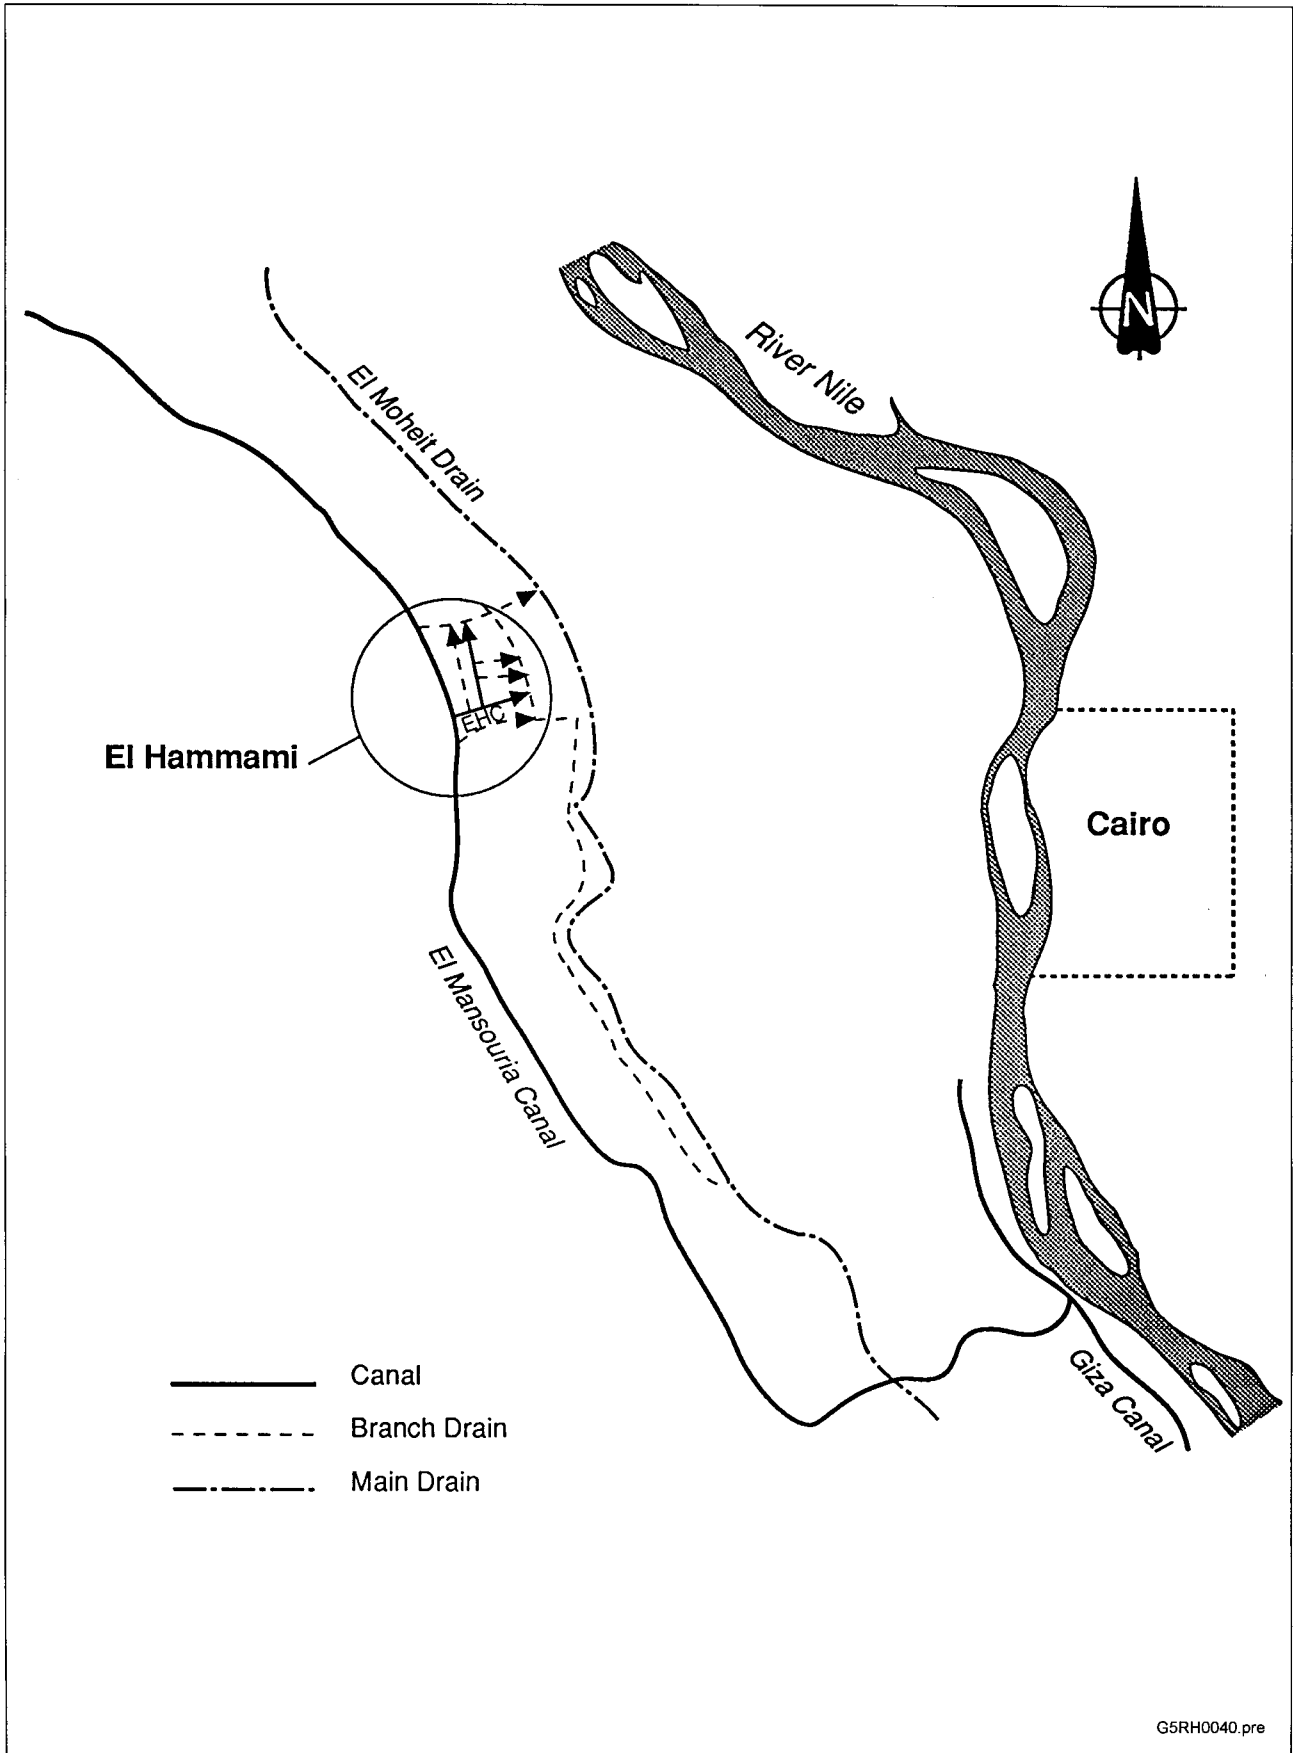 N
River Nile
El Moheit Drain
EHC
El Hammami
Cairo
El Mansouria Canal
Giza Canal
Canal
Branch Drain
Main Drain
G5RH0040.pre